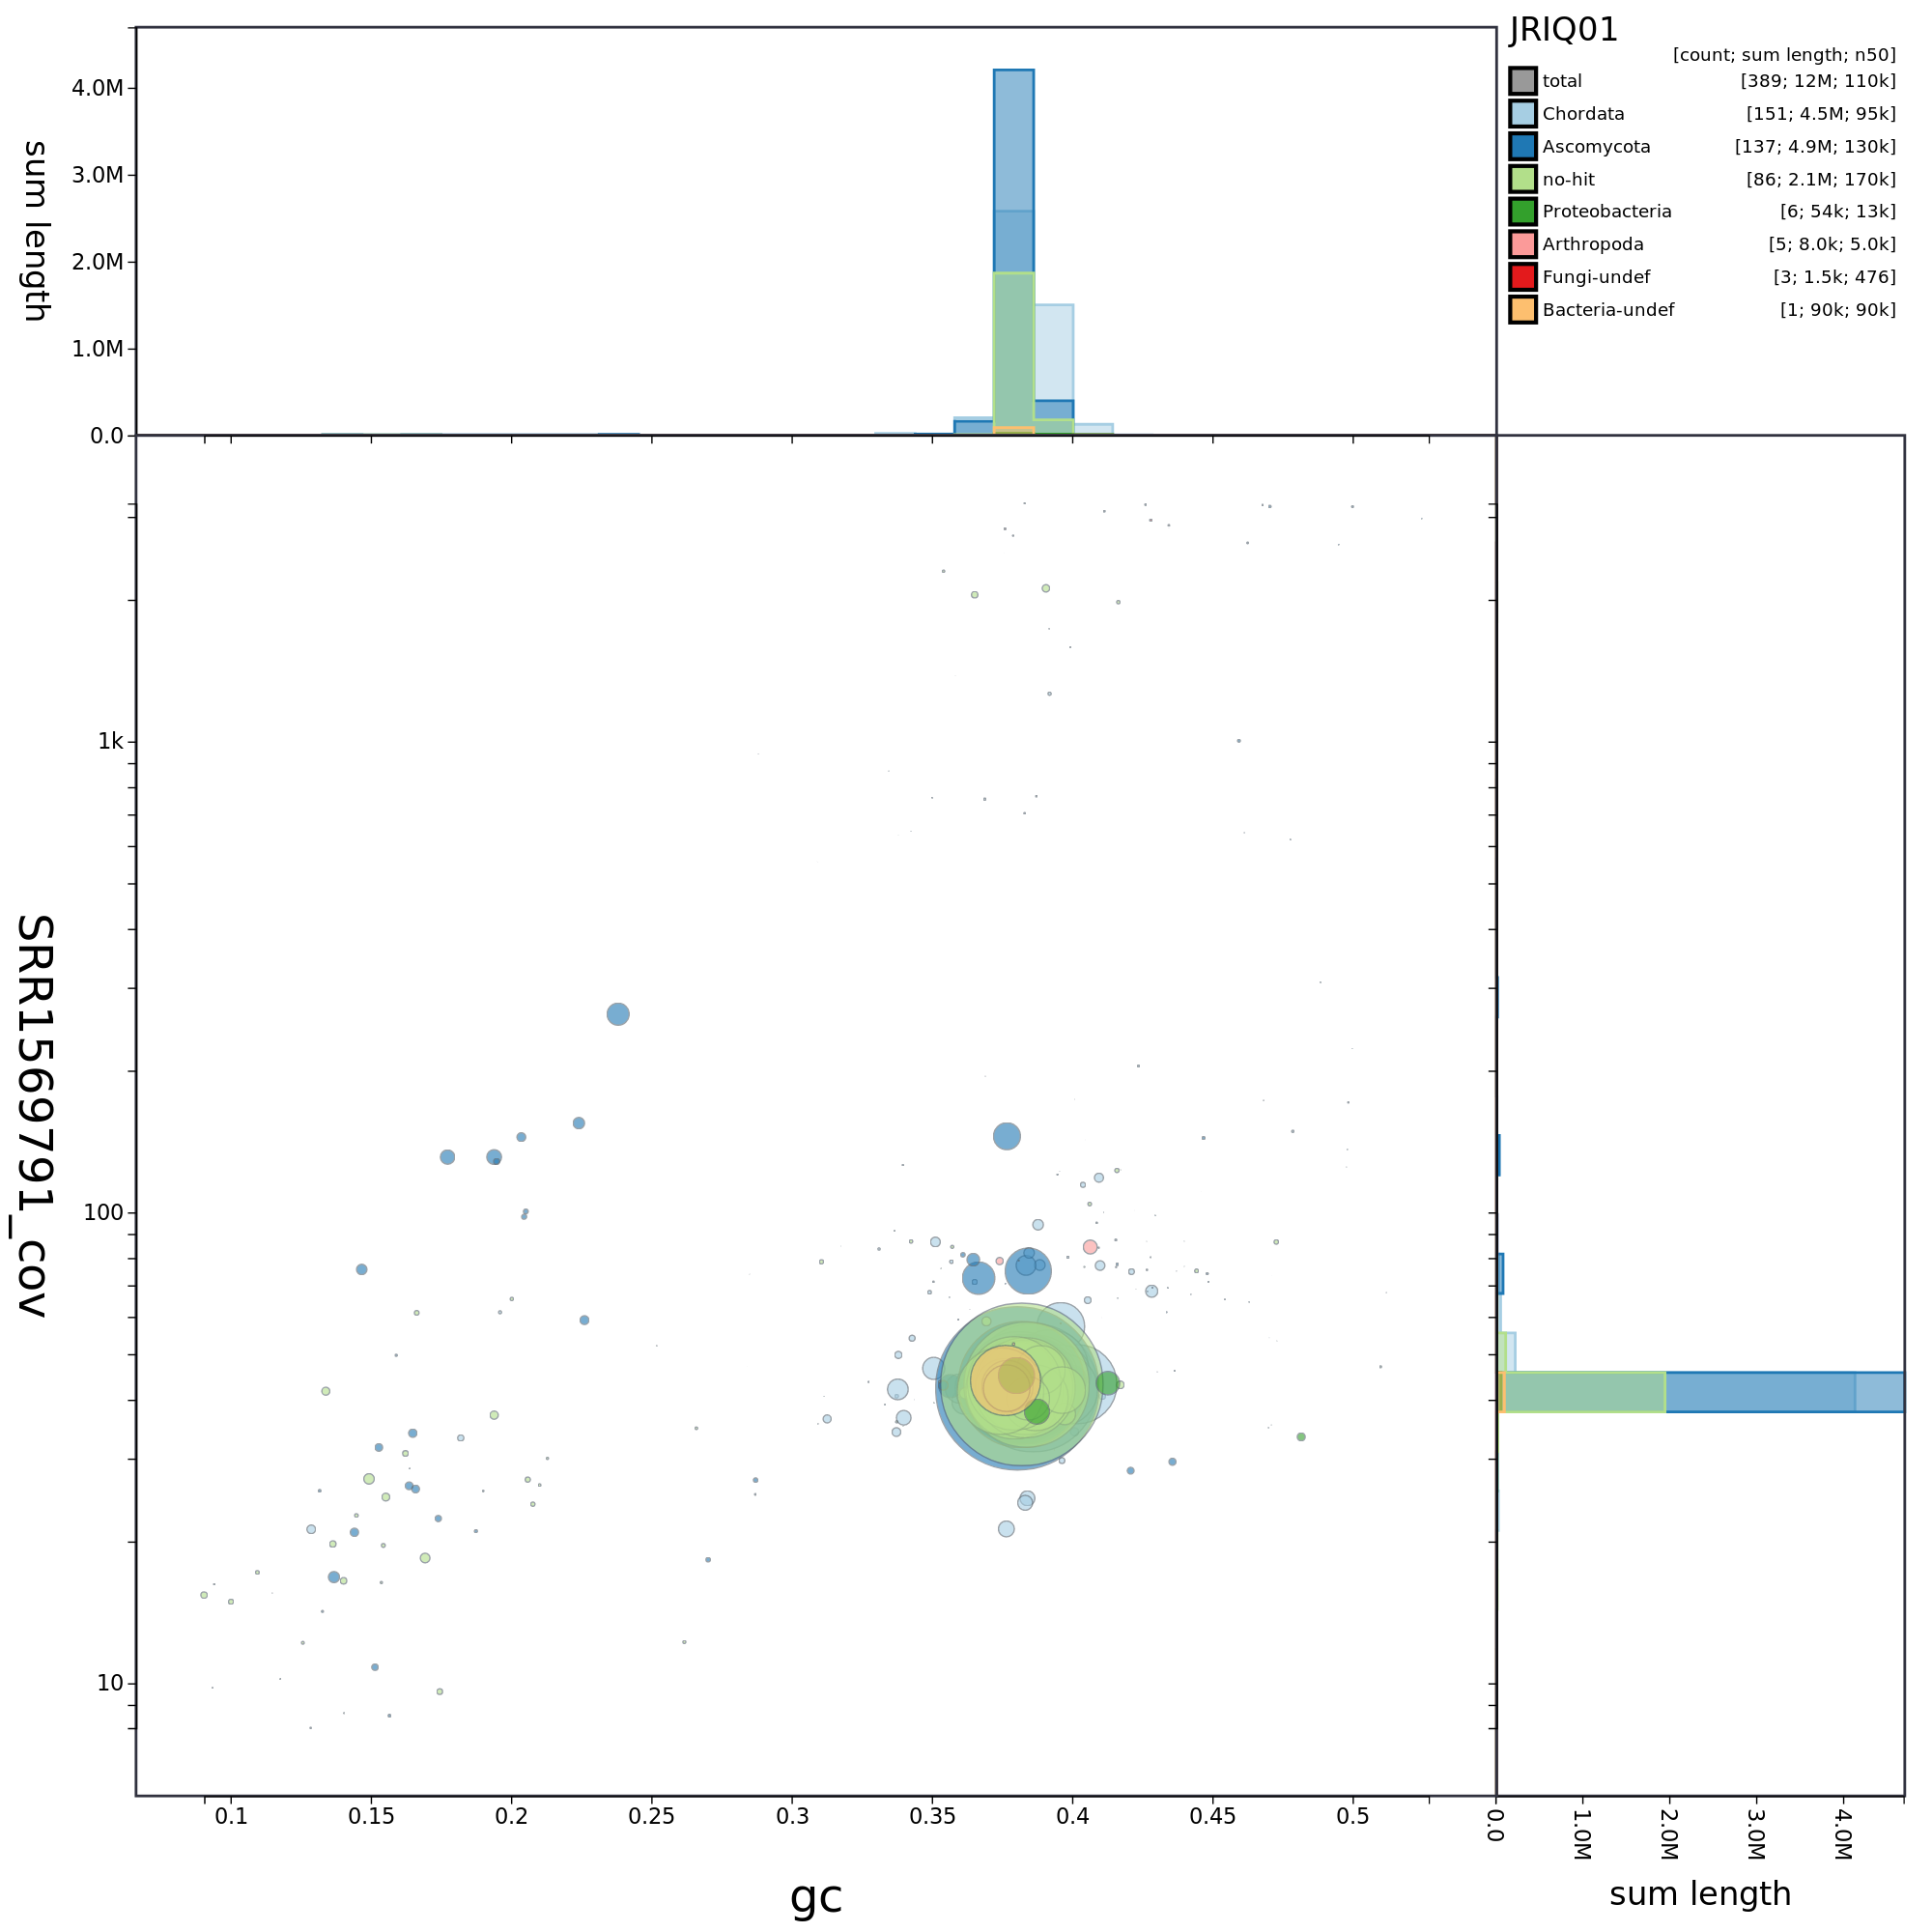 JRIQ01
[count; sum length; n50]
total [389; 12M; 110k]
Chordata [151; 4.5M; 95k]
Ascomycota [137; 4.9M; 130k]
no-hit [86; 2.1M; 170k]
Proteobacteria [6; 54k; 13k]
Arthropoda [5; 8.0k; 5.0k]
Fungi-undef [3; 1.5k; 476]
Bacteria-undef [1; 90k; 90k]
sum length
4.0M
3.0M
2.0M
1.0M
0.0
SRR1569791_cov
1k
100
10
0.1 0.15 0.2 0.25 0.3 0.35 0.4 0.45 0.5
gc
0.0 1.0M 2.0M 3.0M 4.0M
sum length